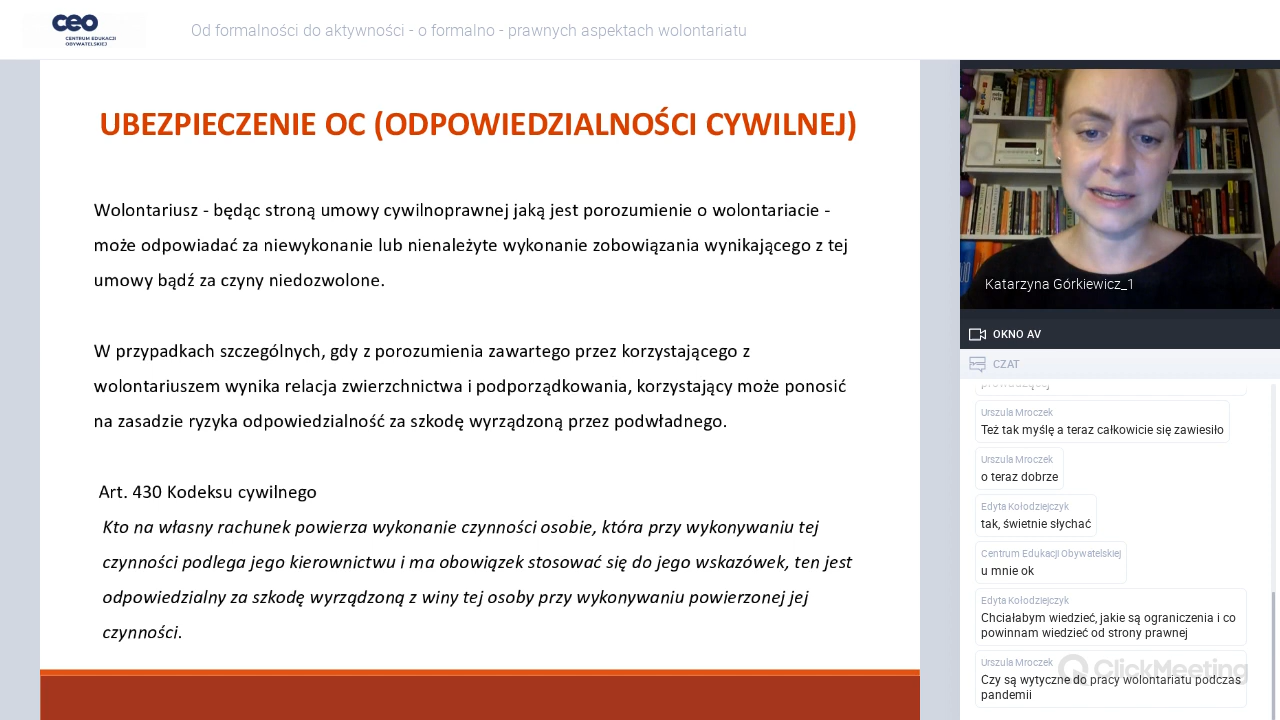 ceo
CENTRUM EDUKACJI
OBYWATELSKIEJ
Od formalności do aktywności - o formalno - prawnych aspektach wolontariatu
UBEZPIECZENIE OC (ODPOWIEDZIALNOŚCI CYWILNEJ)
Wolontariusz - będąc stroną umowy cywilnoprawnej jaką jest porozumienie o wolontariacie -
może odpowiadać za niewykonanie lub nienależyte wykonanie zobowiązania wynikającego z tej
umowy bądź za czyny niedozwolone.
W przypadkach szczególnych, gdy z porozumienia zawartego przez korzystającego z
wolontariuszem wynika relacja zwierzchnictwa i podporządkowania, korzystający może ponosić
na zasadzie ryzyka odpowiedzialność za szkodę wyrządzoną przez podwładnego.
Art. 430 Kodeksu cywilnego
Kto na własny rachunek powierza wykonanie czynności osobie, która przy wykonywaniu tej
czynności podlega jego kierownictwu i ma obowiązek stosować się do jego wskazówek, ten jest
odpowiedzialny za szkodę wyrządzoną z winy tej osoby przy wykonywaniu powierzonej jej
czynności.
Katarzyna Górkiewicz_1
OKNO AV
CZAT
prowadzącej
Urszula Mroczek
Też tak myślę a teraz całkowicie się zawiesiło
Urszula Mroczek
o teraz dobrze
Edyta Kołodziejczyk
tak, świetnie słychać
Centrum Edukacji Obywatelskiej
u mnie ok
Edyta Kołodziejczyk
Chciałabym wiedzieć, jakie są ograniczenia i co
powinnam wiedzieć od strony prawnej
Urszula Mroczek
ClickMeeting
Czy są wytyczne do pracy wolontariatu podczas
pandemii